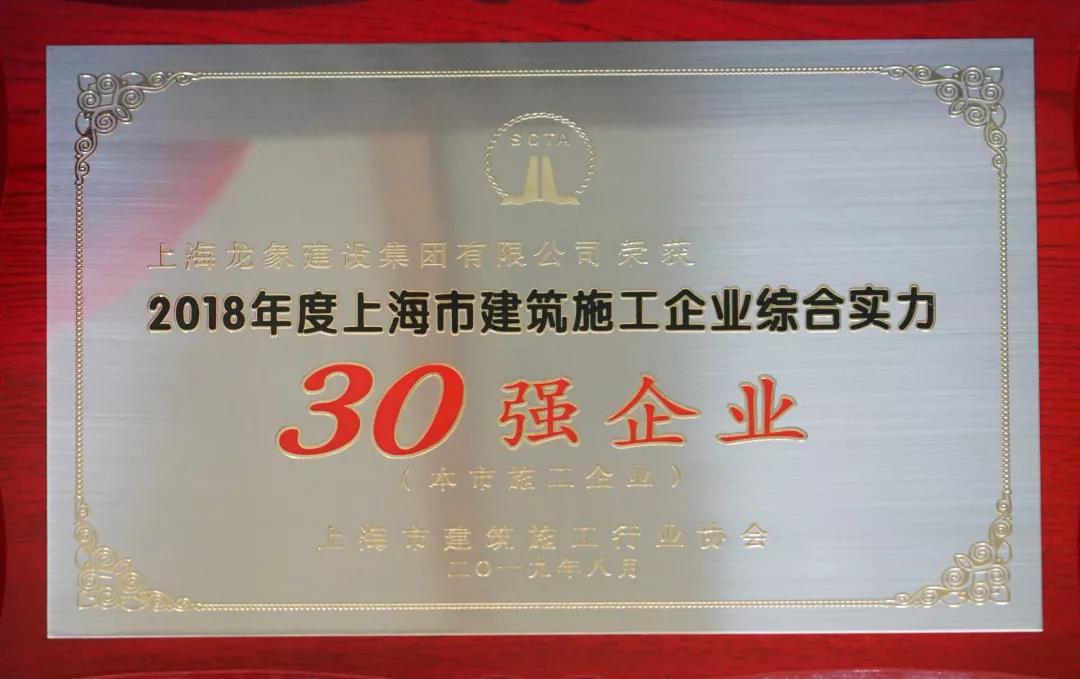 SCTA
上海龙象建设集团有限公司 荣获
2018年度上海市建筑施工企业综合实力
30强企业
（本市施工企业）
上海市建筑施工行业协会
二〇一九年八月